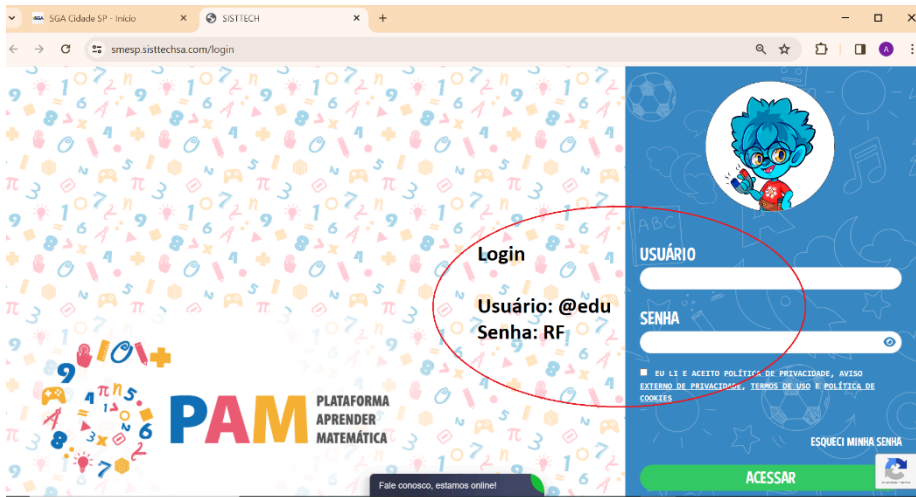 SGA Cidade SP - Início
SISTTECH
smesp.sisttechsa.com/login
A
ABC
Login
Usuário: @edu
Senha: RF
USUÁRIO
SENHA
EU LI E ACEITO POLÍTICA DE PRIVACIDADE, AVISO
EXTERNO DE PRIVACIDADE, TERMOS DE USO E POLÍTICA DE
COOKIES
ESQUECI MINHA SENHA
ACESSAR
PAM
PLATAFORMA
APRENDER
MATEMÁTICA
Fale conosco, estamos online!